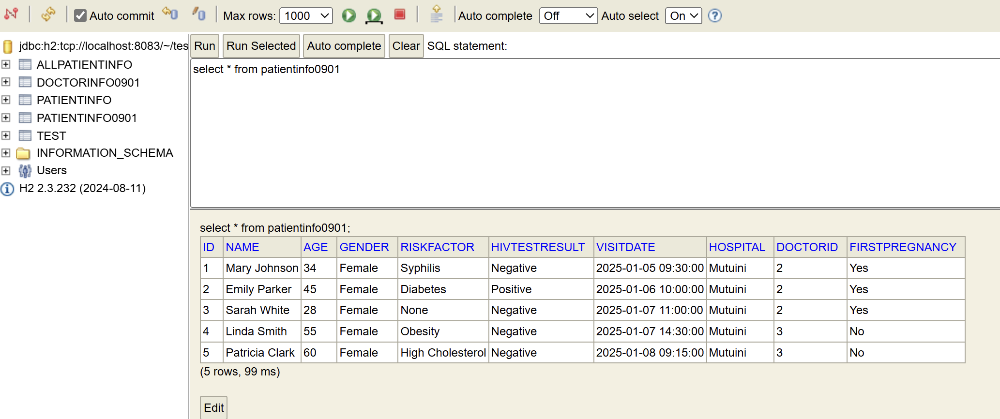 Auto commit Max rows: 1000 Auto complete Off Auto select On ?
jdbc:h2:tcp://localhost:8083/~/tes
ALLPATIENTINFO
DOCTORINFO0901
PATIENTINFO
PATIENTINFO0901
TEST
INFORMATION_SCHEMA
Users
H2 2.3.232 (2024-08-11)
Run Run Selected Auto complete Clear SQL statement:
select * from patientinfo0901
select * from patientinfo0901;
ID NAME AGE GENDER RISKFACTOR HIVTESTRESULT VISITDATE HOSPITAL DOCTORID FIRSTPREGNANCY
1 Mary Johnson 34 Female Syphilis Negative 2025-01-05 09:30:00 Mutuini 2 Yes
2 Emily Parker 45 Female Diabetes Positive 2025-01-06 10:00:00 Mutuini 2 Yes
3 Sarah White 28 Female None Negative 2025-01-07 11:00:00 Mutuini 2 Yes
4 Linda Smith 55 Female Obesity Negative 2025-01-07 14:30:00 Mutuini 3 No
5 Patricia Clark 60 Female High Cholesterol Negative 2025-01-08 09:15:00 Mutuini 3 No
(5 rows, 99 ms)
Edit